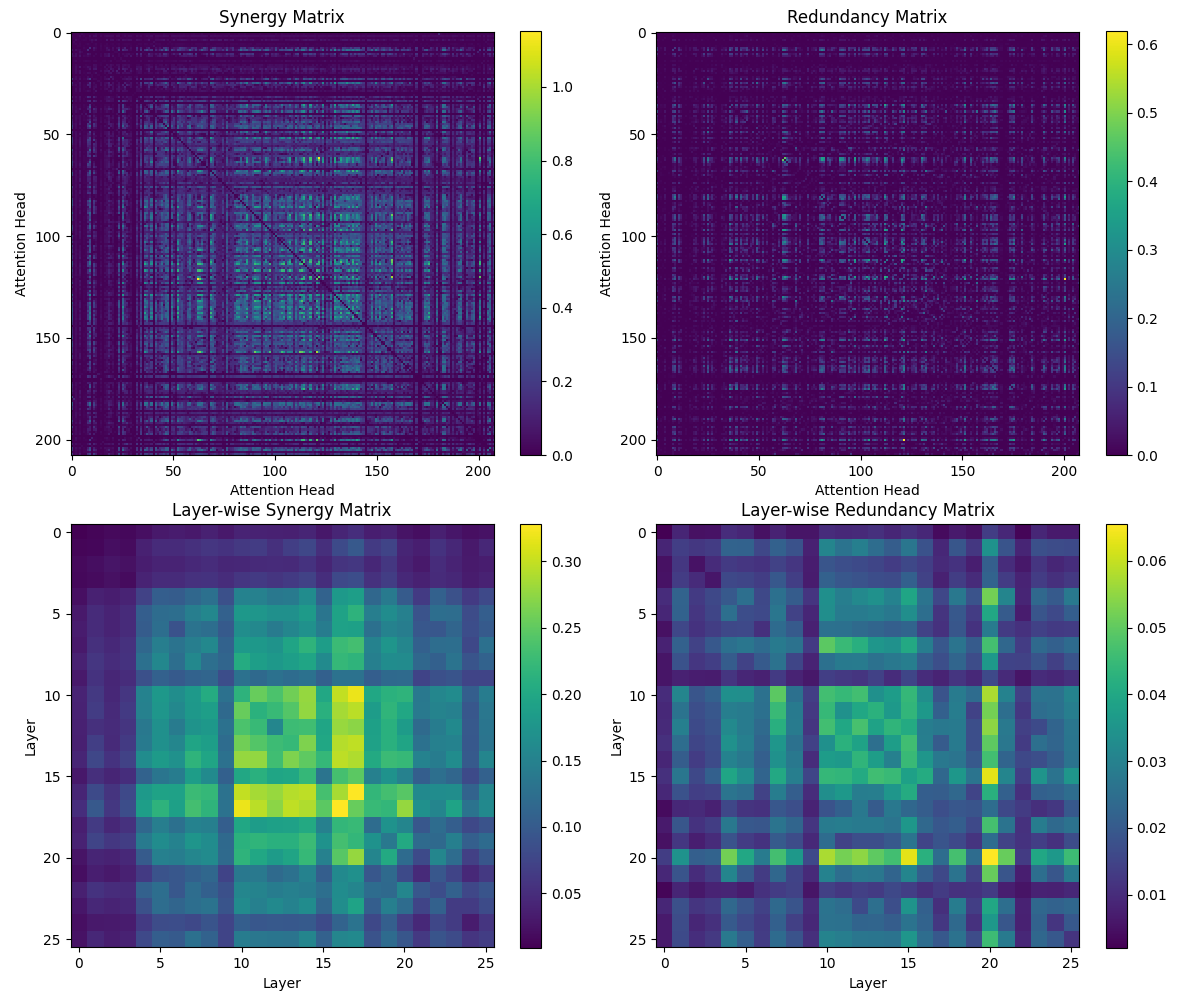 Synergy Matrix
0
50
100
150
200
Attention Head
0 50 100 150 200
Attention Head
1.0
0.8
0.6
0.4
0.2
0.0
Redundancy Matrix
0
50
100
150
200
Attention Head
0 50 100 150 200
Attention Head
0.6
0.5
0.4
0.3
0.2
0.1
0.0
Layer-wise Synergy Matrix
0
5
10
15
20
25
Layer
0 5 10 15 20 25
Layer
0.30
0.25
0.20
0.15
0.10
0.05
Layer-wise Redundancy Matrix
0
5
10
15
20
25
Layer
0 5 10 15 20 25
Layer
0.06
0.05
0.04
0.03
0.02
0.01